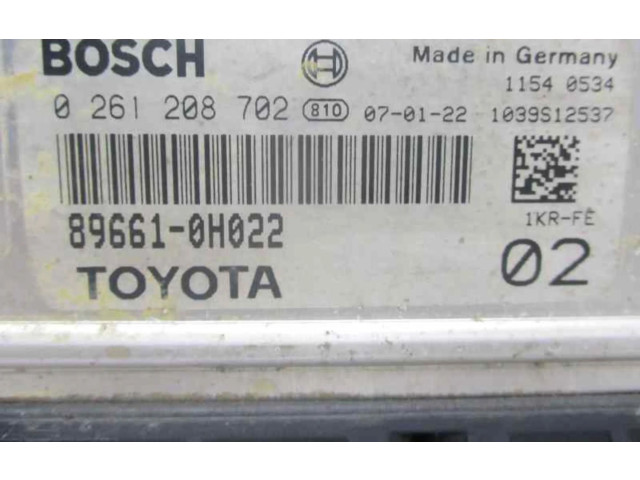 BOSCH Made in Germany
1154 0534
0 261 208 702 810 07-01-22 1039S12537
89661-0H022
1KR-FE
TOYOTA 02